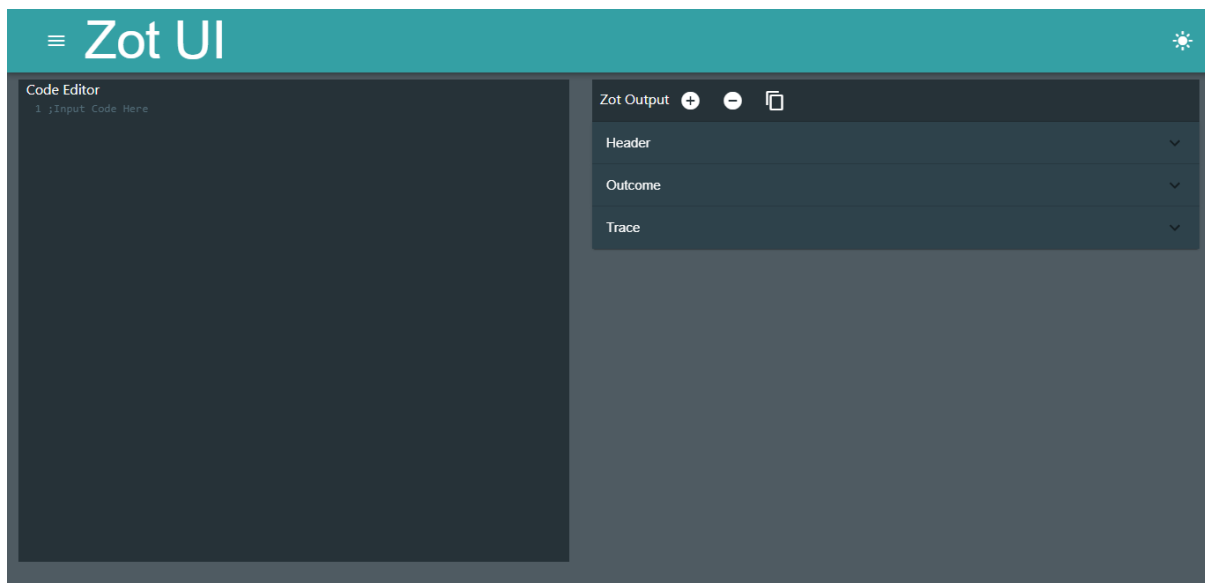 Zot UI
Code Editor
1 ;Input Code Here
Zot Output
Header
Outcome
Trace